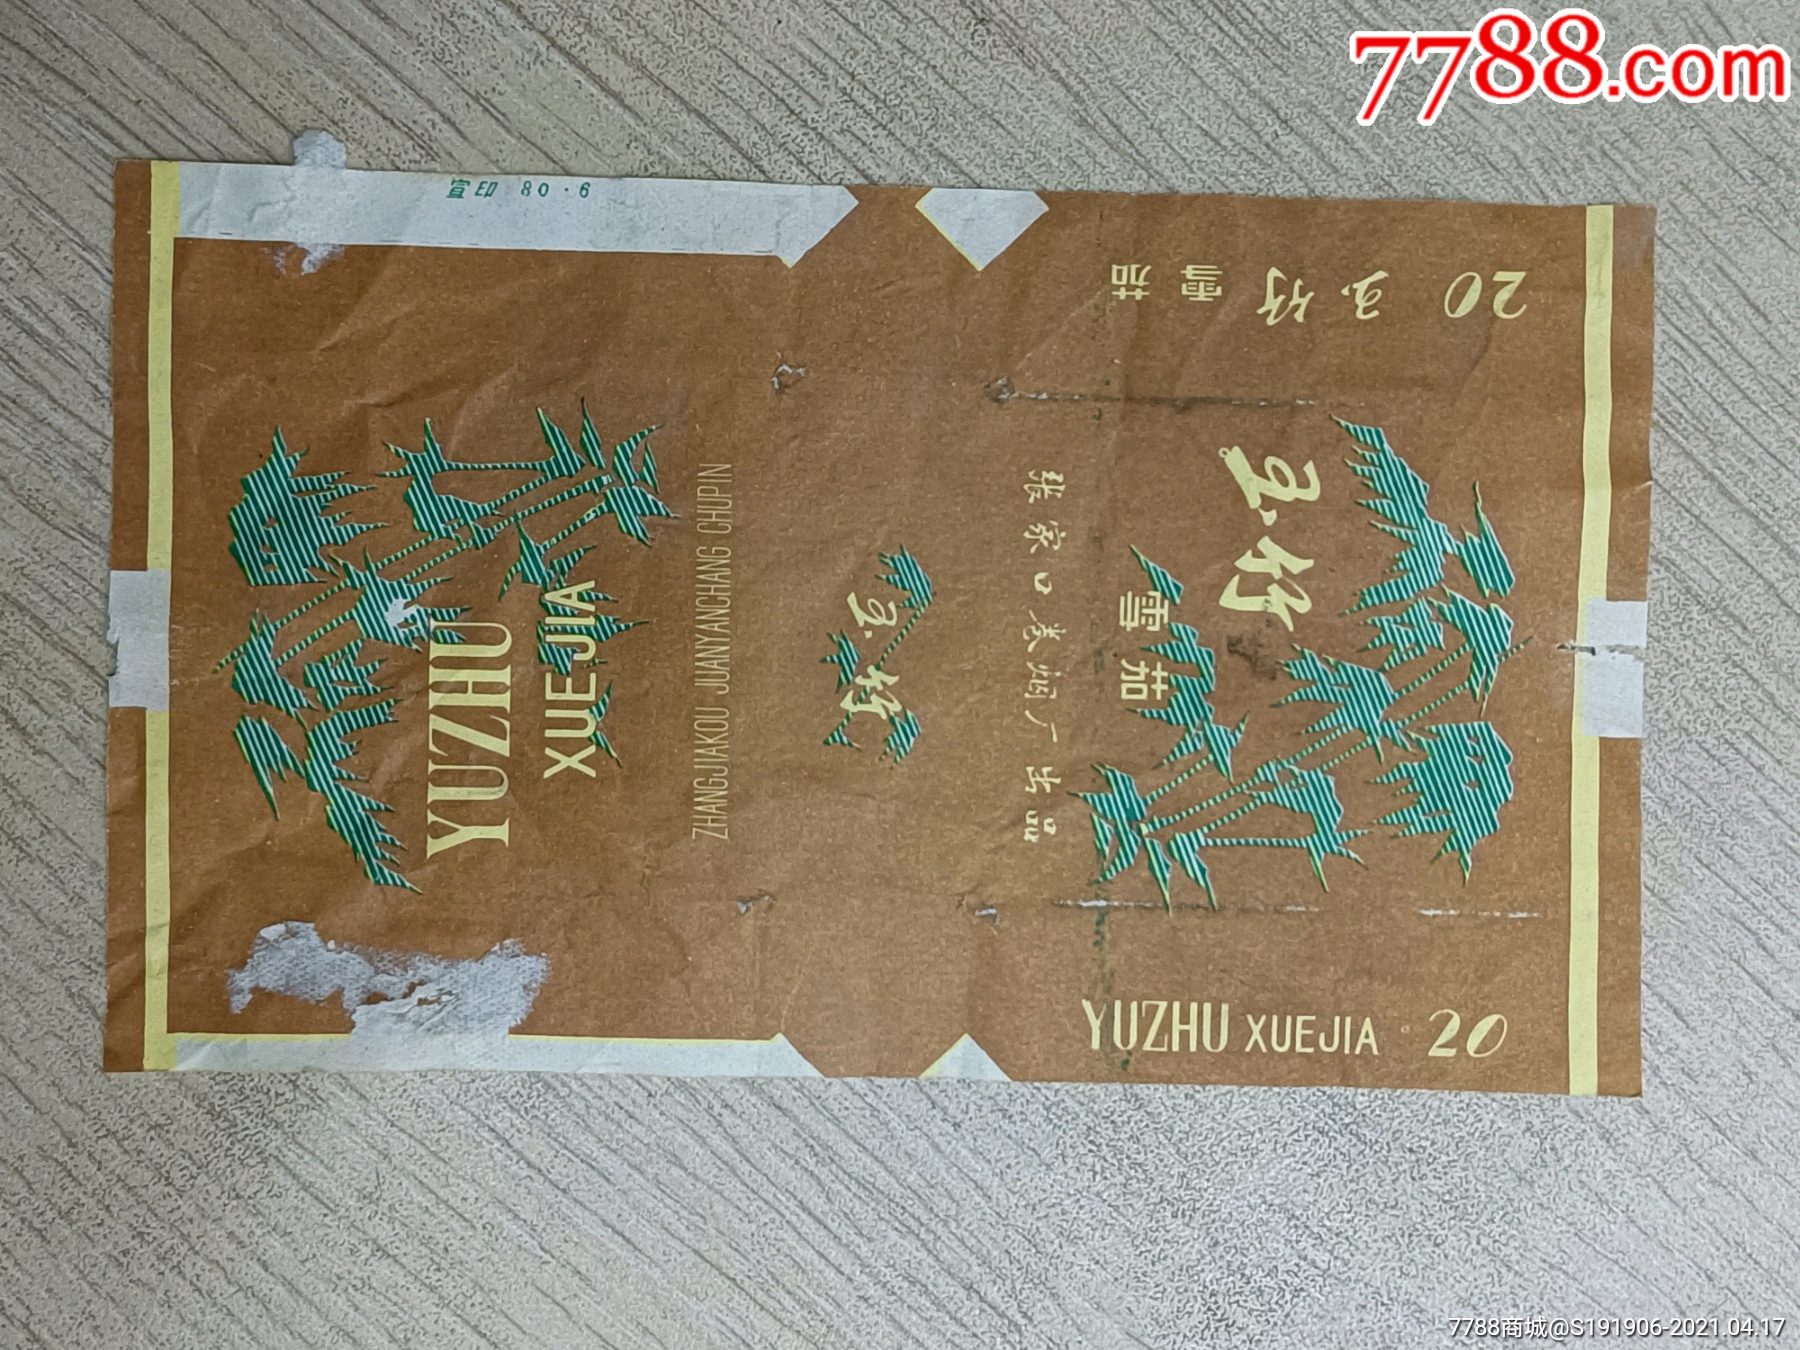 7788.com
宣印 80·6
20 玉竹 雪茄
YUZHU
XUEJIA
ZHANGJIAKOU JUANYANCHANG CHUPIN
玉竹
张家口卷烟厂出品
雪茄
玉竹
YUZHU XUEJIA 20
7788商城@S191906-2021.04.17